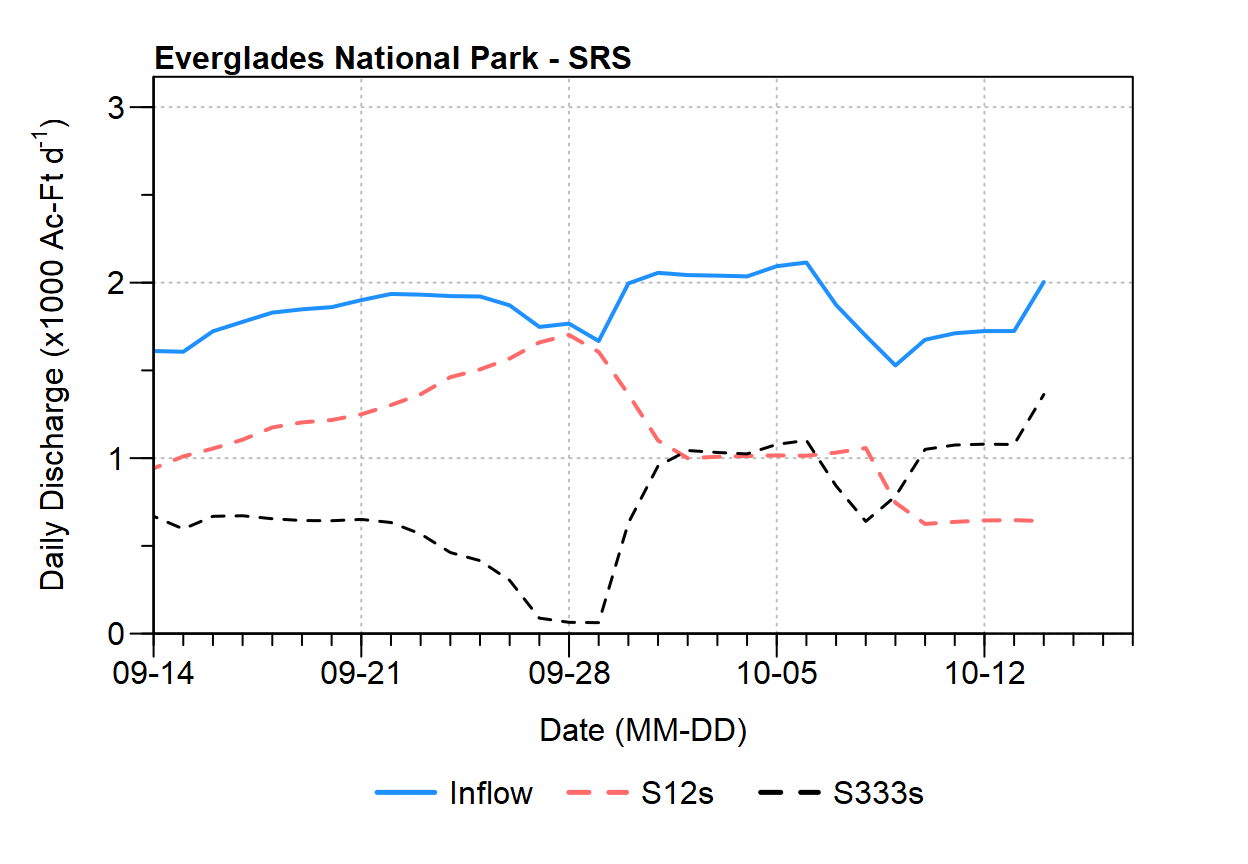 Everglades National Park - SRS
Daily Discharge (x1000 Ac-Ft d⁻¹)
3
2
1
0
09-14 09-21 09-28 10-05 10-12
Date (MM-DD)
Inflow S12s S333s